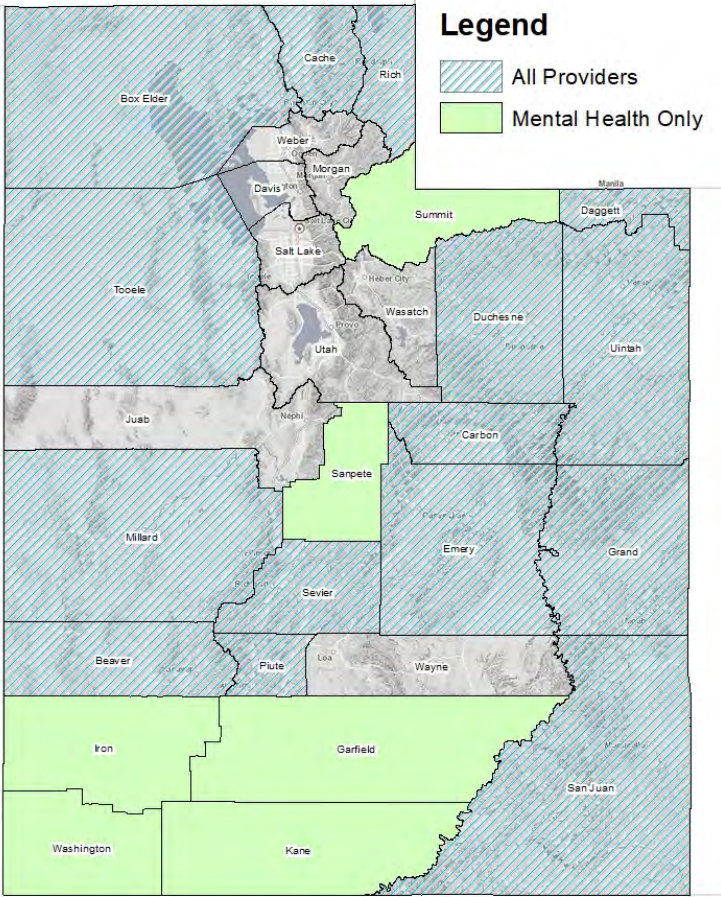 Legend
All Providers
Mental Health Only
Cache
Rich
Box Elder
Weber
Morgan
Davis
Manila
Daggett
Summit
Salt Lake
Tooele
Heber City
Wasatch
Duchesne
Provo
Utah
Uintah
Juab
Nephi
Carbon
Sanpete
Millard
Emery
Grand
Sevier
Beaver
Piute
Loa
Wayne
Iron
Garfield
San Juan
Washington
Kane